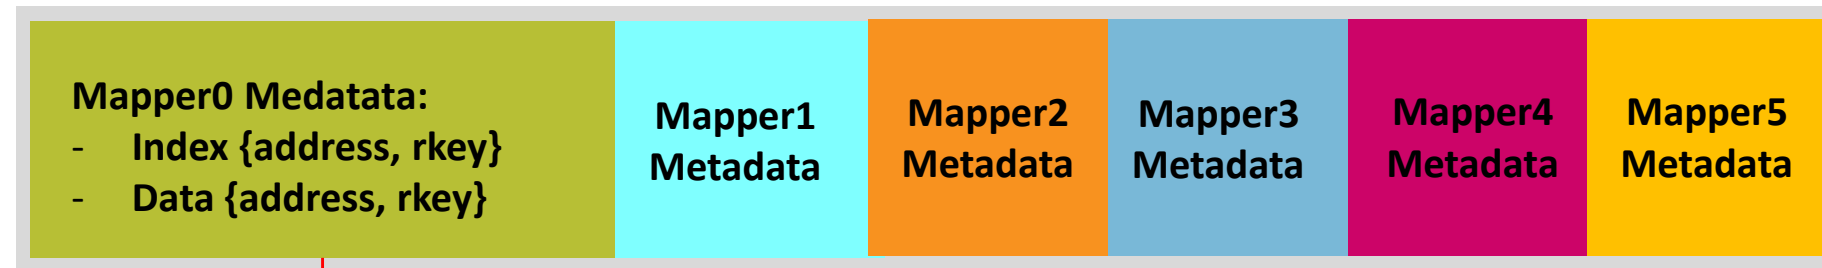 Mapper0 Medatata:
- Index {address, rkey}
- Data {address, rkey}
Mapper1
Metadata
Mapper2
Metadata
Mapper3
Metadata
Mapper4
Metadata
Mapper5
Metadata